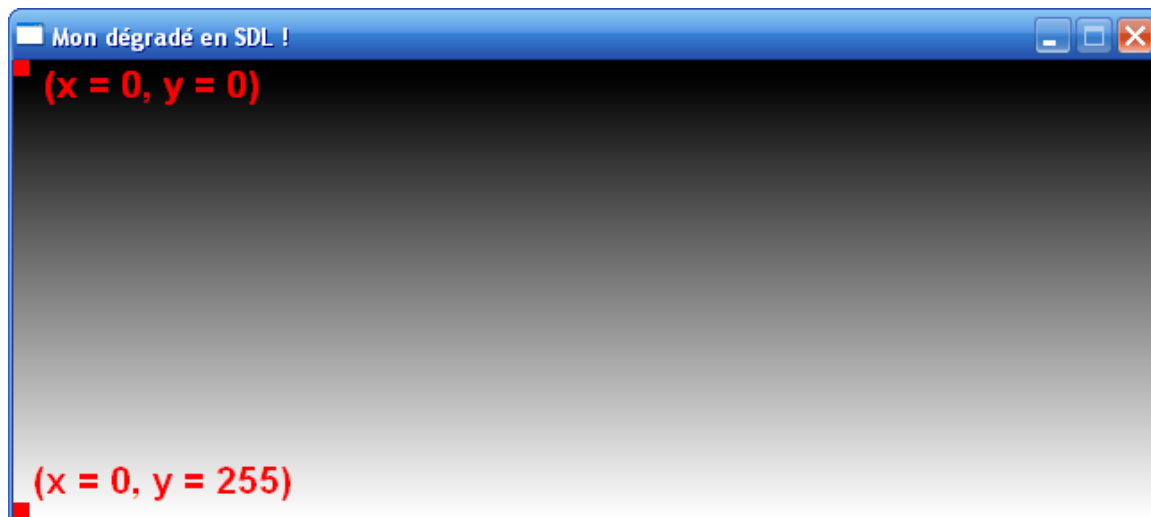 Mon dégradé en SDL !
(x = 0, y = 0)
(x = 0, y = 255)